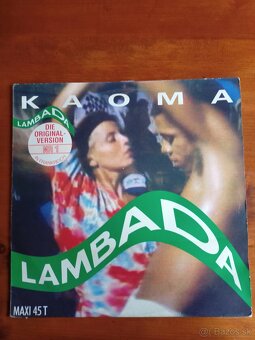 KAOMA
LAMBADA
DIE
ORIGINAL-
VERSION
LAMBADA
MAXI 45 T